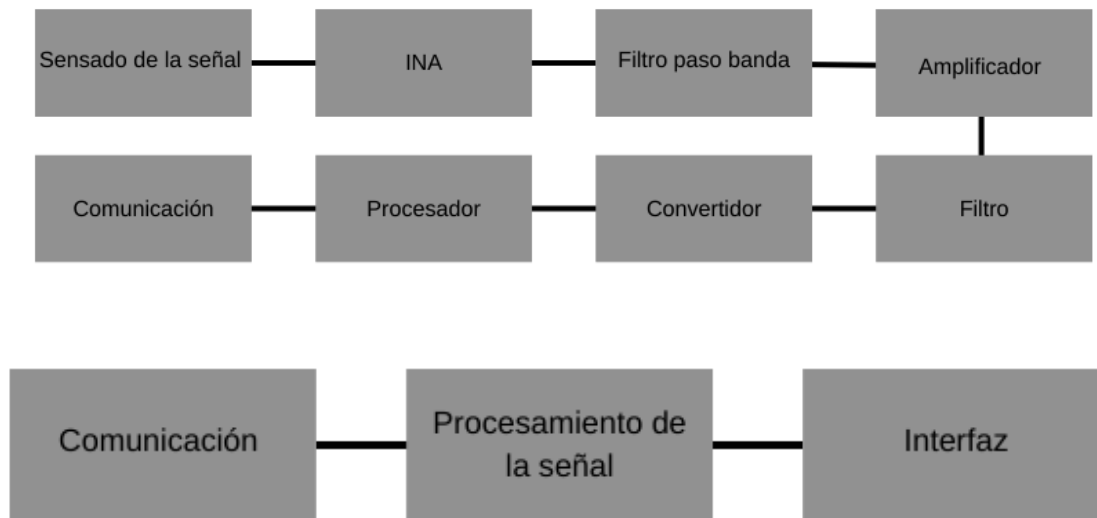 Sensado de la señal
INA
Filtro paso banda
Amplificador
Comunicación
Procesador
Convertidor
Filtro
Comunicación
Procesamiento de
la señal
Interfaz